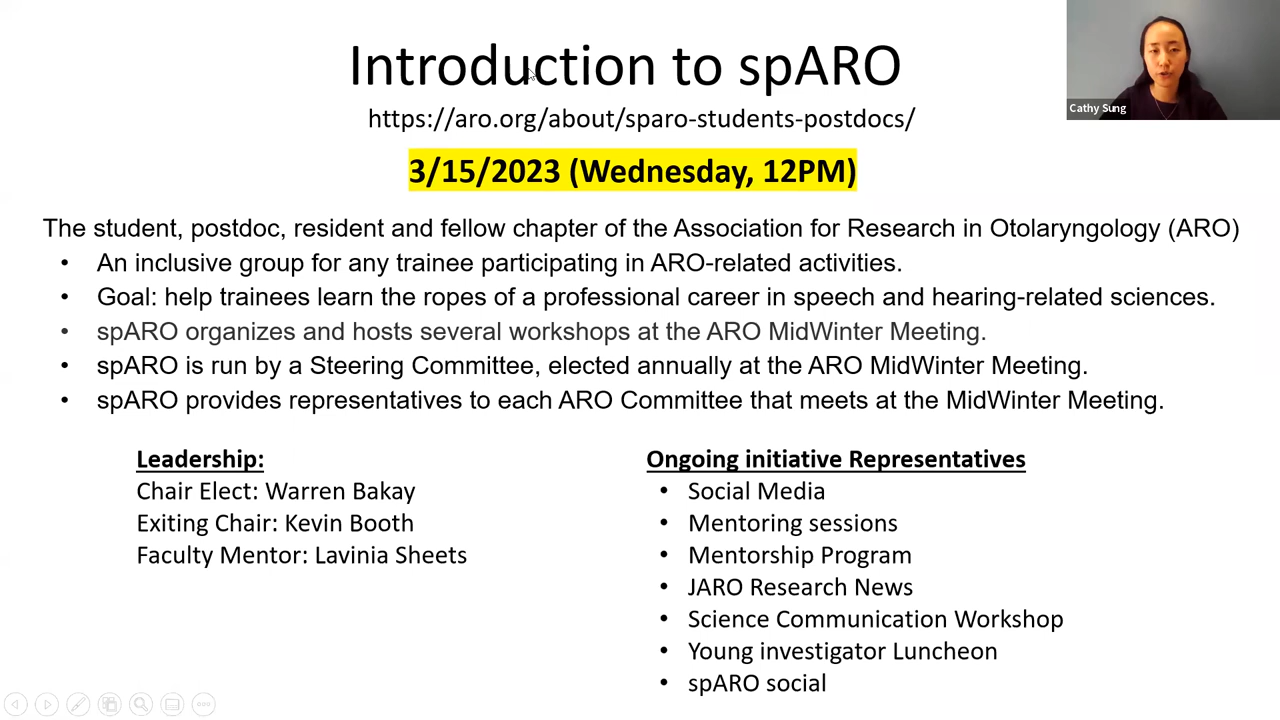 Introduction to spARO
https://aro.org/about/sparo-students-postdocs/
Cathy Sung
3/15/2023 (Wednesday, 12PM)
The student, postdoc, resident and fellow chapter of the Association for Research in Otolaryngology (ARO)
• An inclusive group for any trainee participating in ARO-related activities.
• Goal: help trainees learn the ropes of a professional career in speech and hearing-related sciences.
• spARO organizes and hosts several workshops at the ARO MidWinter Meeting.
• spARO is run by a Steering Committee, elected annually at the ARO MidWinter Meeting.
• spARO provides representatives to each ARO Committee that meets at the MidWinter Meeting.
Leadership:
Chair Elect: Warren Bakay
Exiting Chair: Kevin Booth
Faculty Mentor: Lavinia Sheets
Ongoing initiative Representatives
• Social Media
• Mentoring sessions
• Mentorship Program
• JARO Research News
• Science Communication Workshop
• Young investigator Luncheon
• spARO social